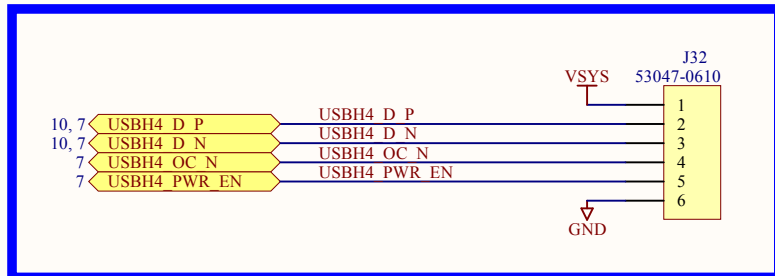 J32
VSYS 53047-0610
1
10, 7 USBH4_D_P USBH4_D_P 2
10, 7 USBH4_D_N USBH4_D_N 3
7 USBH4_OC_N USBH4_OC_N 4
7 USBH4_PWR_EN USBH4_PWR_EN 5
6
GND